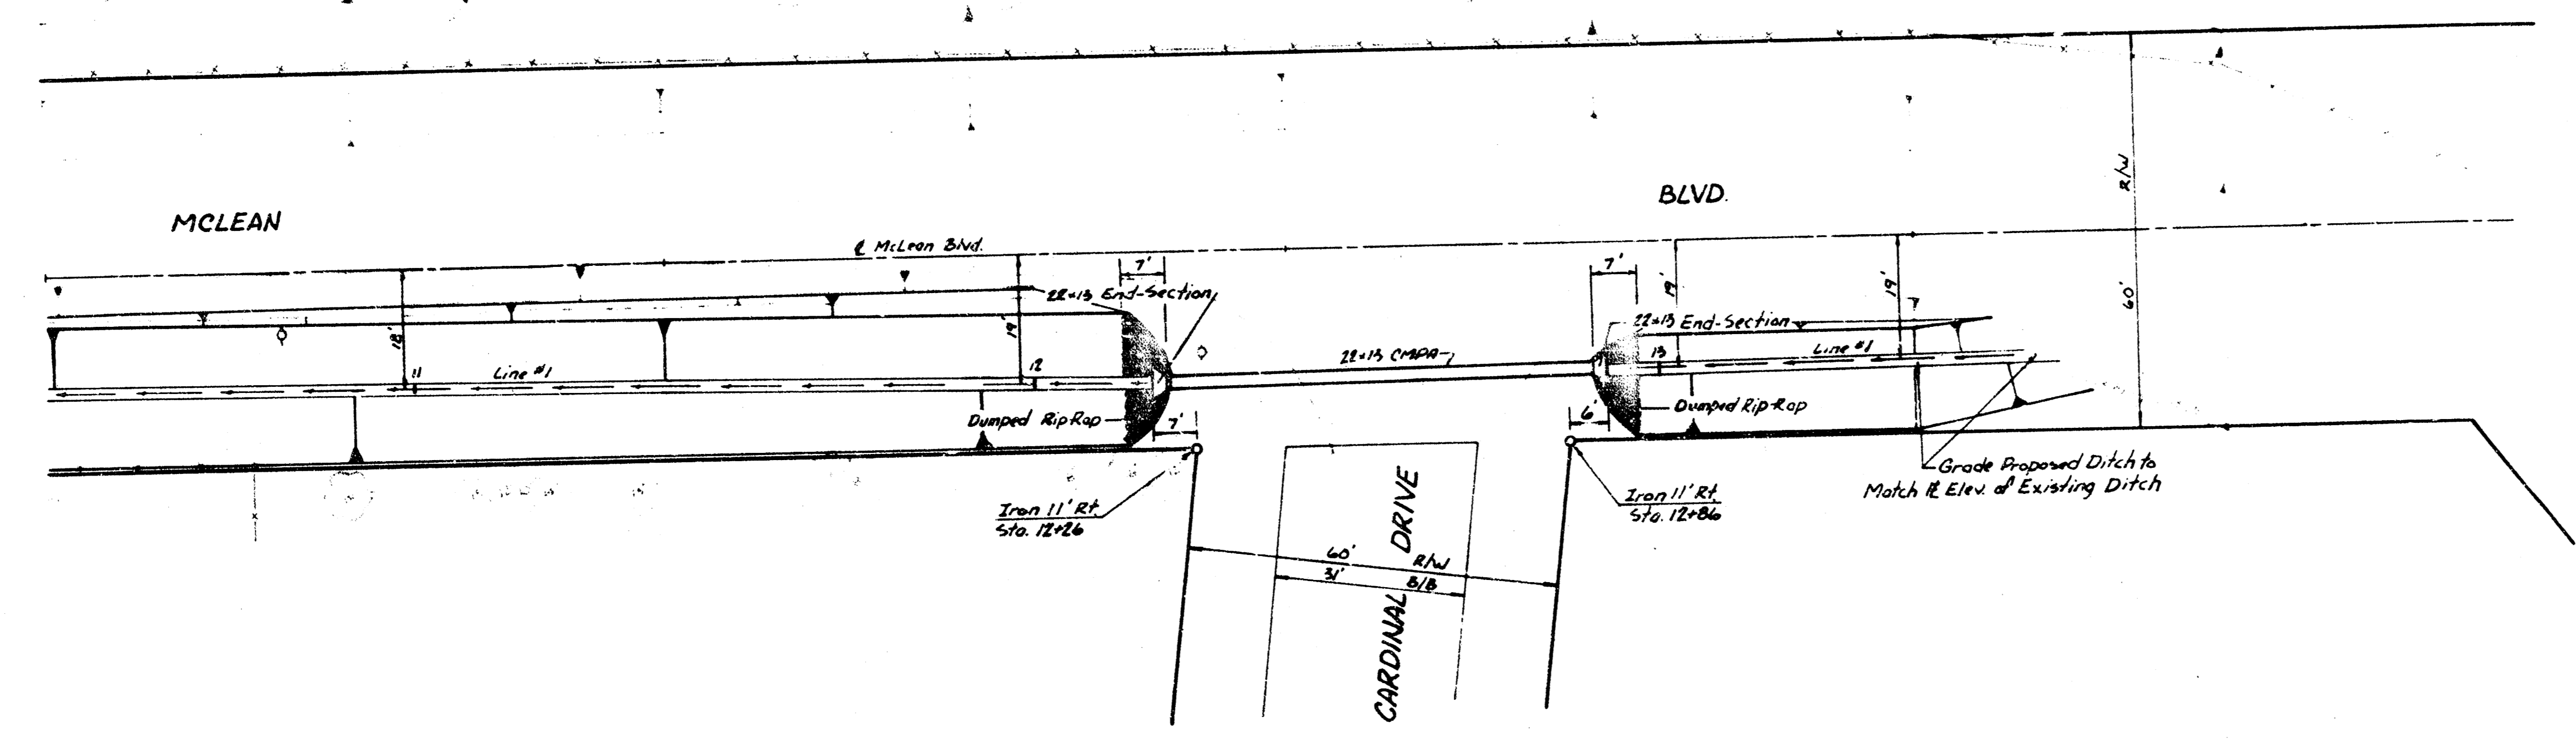 MCLEAN
BLVD.
R/W
60'
℄ McLean Blvd.
7'
22×13 End-Section
18'
19'
11
Line #1
12
Dumped Rip-Rap
7'
22×13 CMPA
7'
19'
19'
22×13 End-Section
13
Line #1
6'
Dumped Rip-Rap
Grade Proposed Ditch to
Match ℄ Elev. of Existing Ditch
Iron 11' Rt.
Sta. 12+26
Iron 11' Rt.
Sta. 12+86
60' R/W
31' B/B
CARDINAL DRIVE